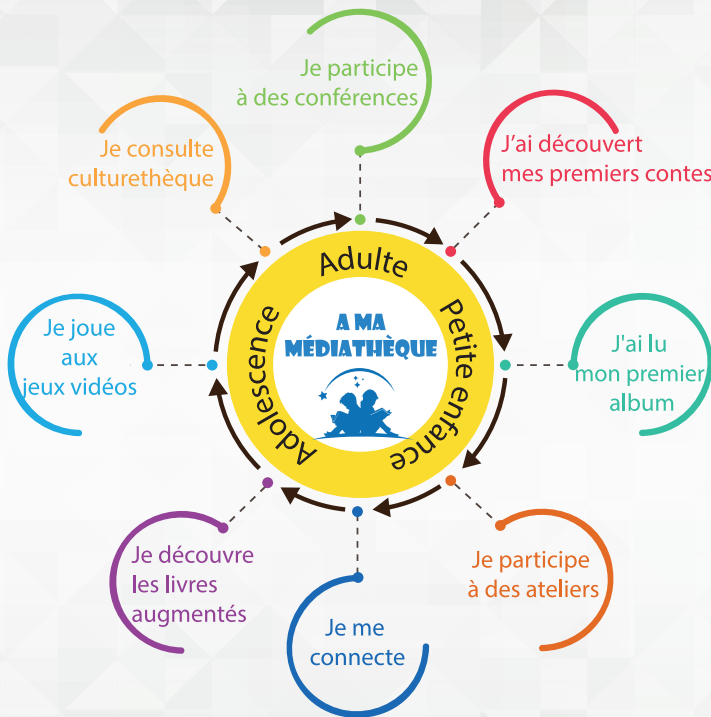 Je participe
à des conférences
J'ai découvert
mes premiers contes
J'ai lu
mon premier
album
Je participe
à des ateliers
Je me
connecte
Je découvre
les livres
augmentés
Je joue
aux
jeux vidéos
Je consulte
culturethèque
Adulte
Petite enfance
Adolescence
A MA
MÉDIATHÈQUE